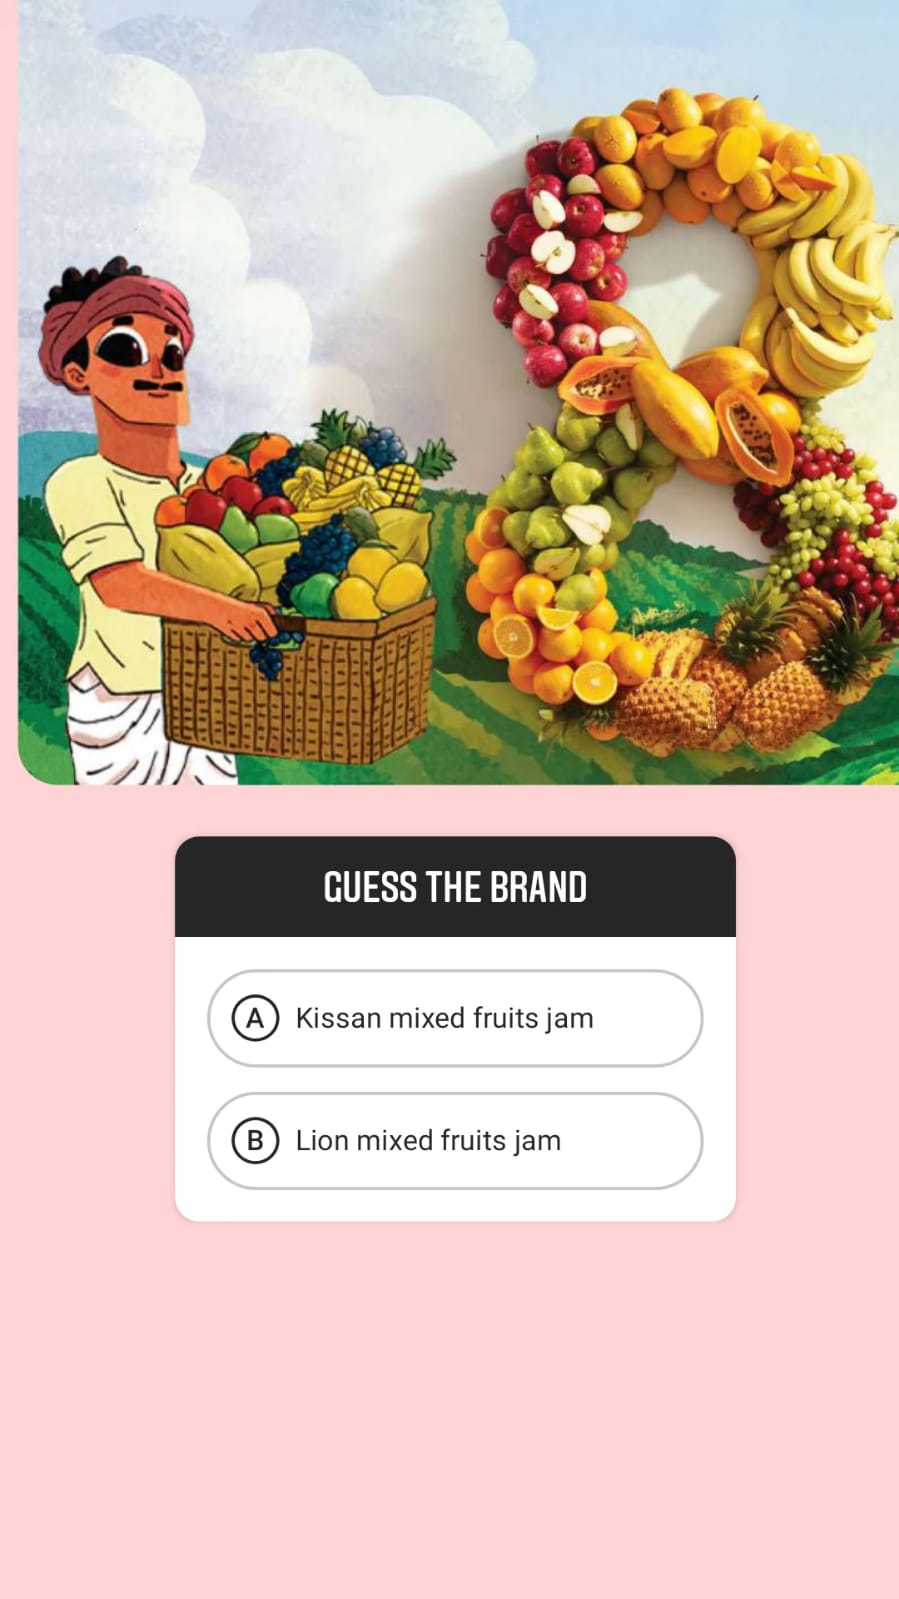 GUESS THE BRAND
A Kissan mixed fruits jam
B Lion mixed fruits jam